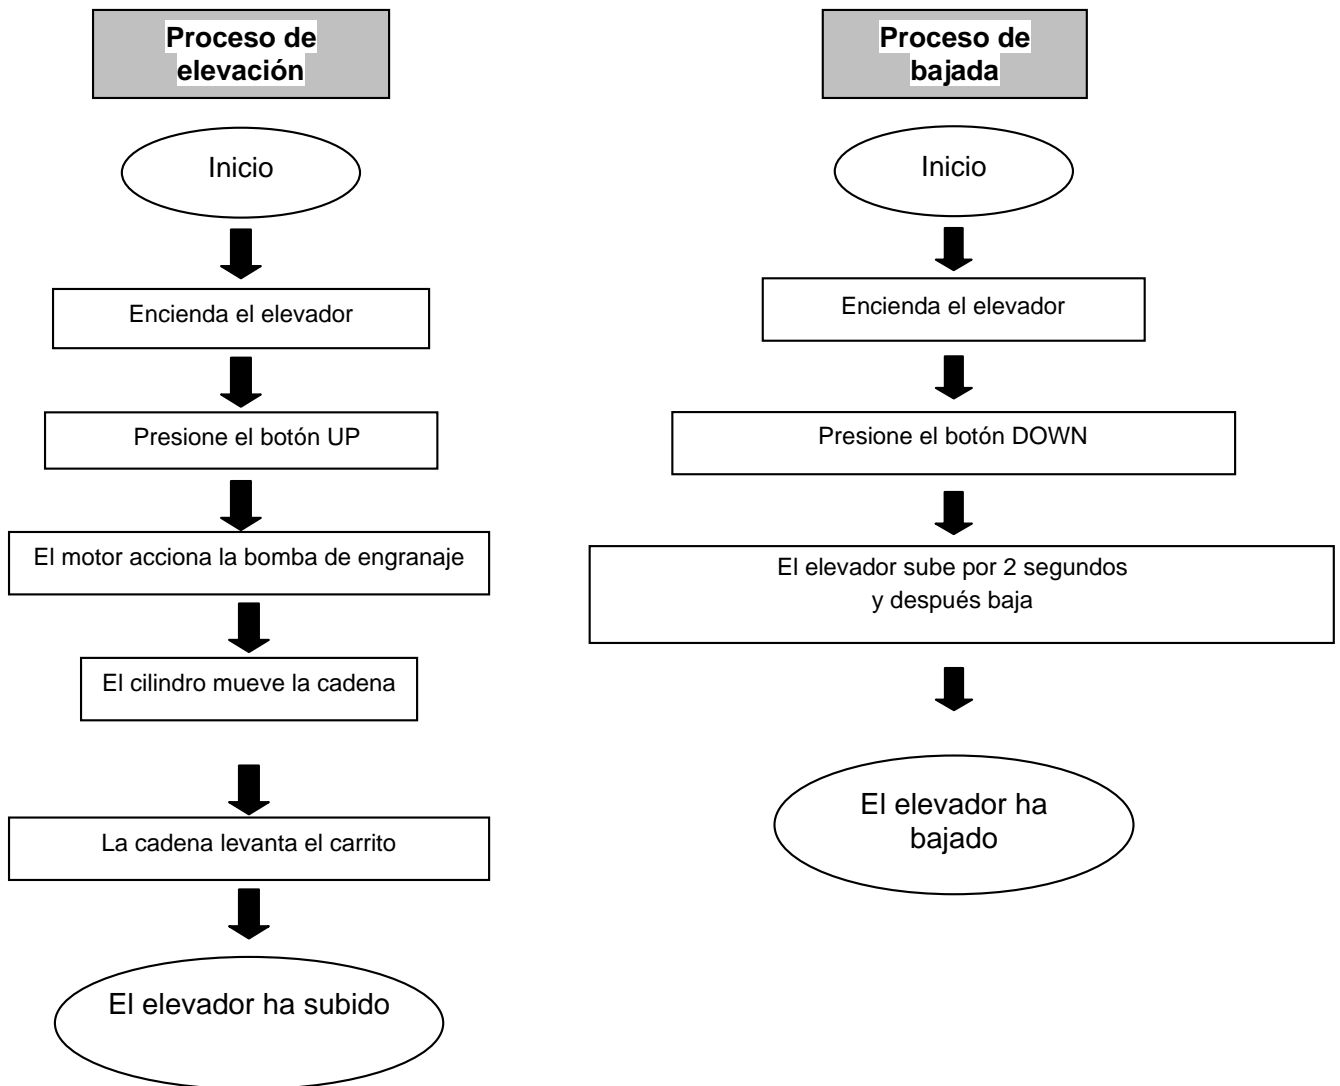 Proceso de
elevación
Inicio
Encienda el elevador
Presione el botón UP
El motor acciona la bomba de engranaje
El cilindro mueve la cadena
La cadena levanta el carrito
El elevador ha subido
Proceso de
bajada
Inicio
Encienda el elevador
Presione el botón DOWN
El elevador sube por 2 segundos
y después baja
El elevador ha
bajado